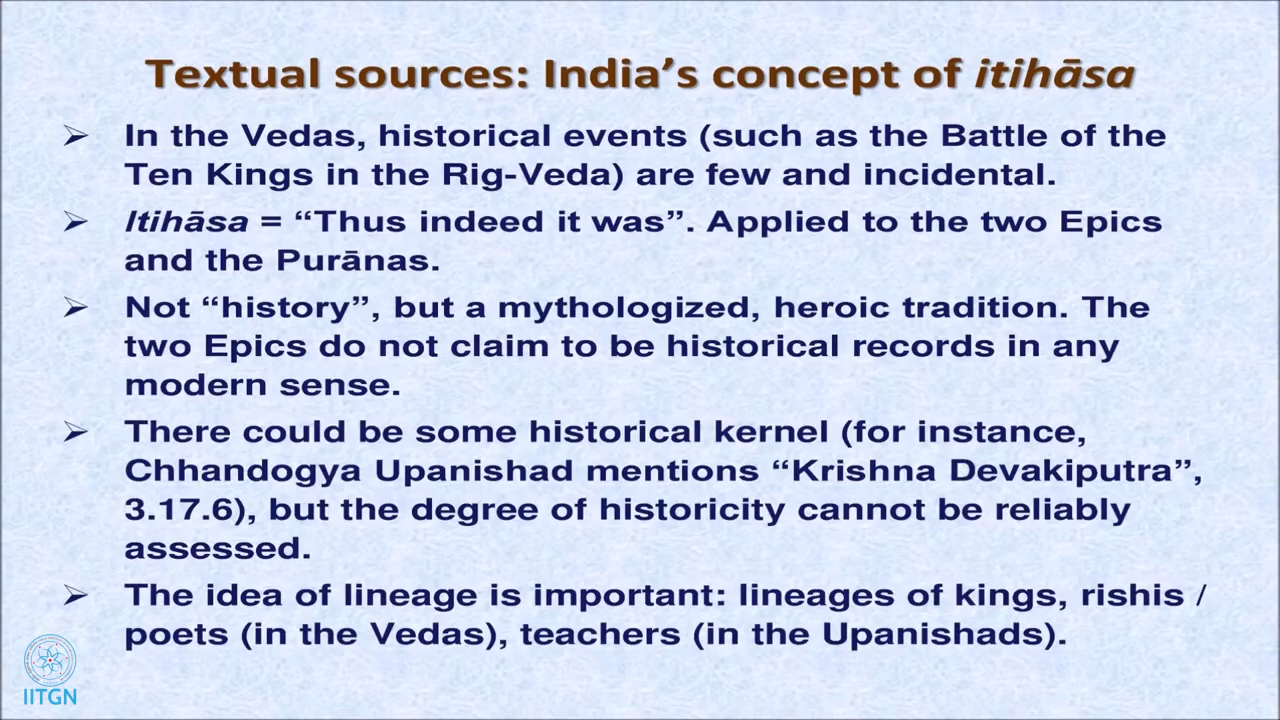 Textual sources: India’s concept of itihāsa
➢ In the Vedas, historical events (such as the Battle of the
Ten Kings in the Rig-Veda) are few and incidental.
➢ Itihāsa = “Thus indeed it was”. Applied to the two Epics
and the Purānas.
➢ Not “history”, but a mythologized, heroic tradition. The
two Epics do not claim to be historical records in any
modern sense.
➢ There could be some historical kernel (for instance,
Chhandogya Upanishad mentions “Krishna Devakiputra”,
3.17.6), but the degree of historicity cannot be reliably
assessed.
➢ The idea of lineage is important: lineages of kings, rishis /
poets (in the Vedas), teachers (in the Upanishads).
IITGN